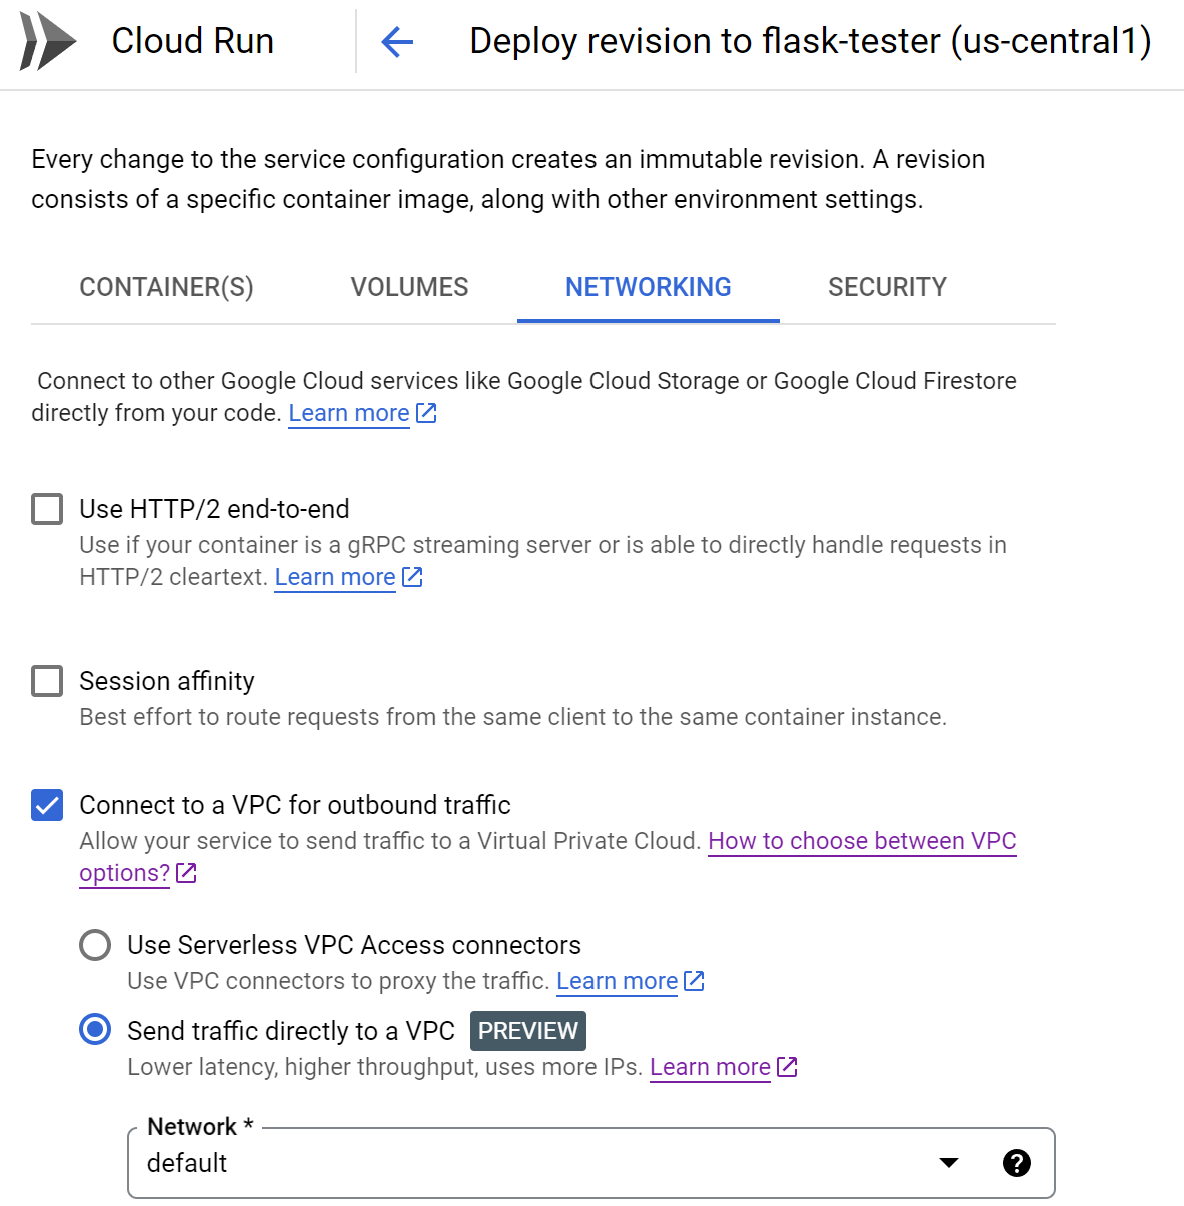 Cloud Run
Deploy revision to flask-tester (us-central1)
Every change to the service configuration creates an immutable revision. A revision
consists of a specific container image, along with other environment settings.
CONTAINER(S) VOLUMES NETWORKING SECURITY
Connect to other Google Cloud services like Google Cloud Storage or Google Cloud Firestore
directly from your code. Learn more
Use HTTP/2 end-to-end
Use if your container is a gRPC streaming server or is able to directly handle requests in
HTTP/2 cleartext. Learn more
Session affinity
Best effort to route requests from the same client to the same container instance.
Connect to a VPC for outbound traffic
Allow your service to send traffic to a Virtual Private Cloud. How to choose between VPC
options?
Use Serverless VPC Access connectors
Use VPC connectors to proxy the traffic. Learn more
Send traffic directly to a VPC PREVIEW
Lower latency, higher throughput, uses more IPs. Learn more
Network *
default